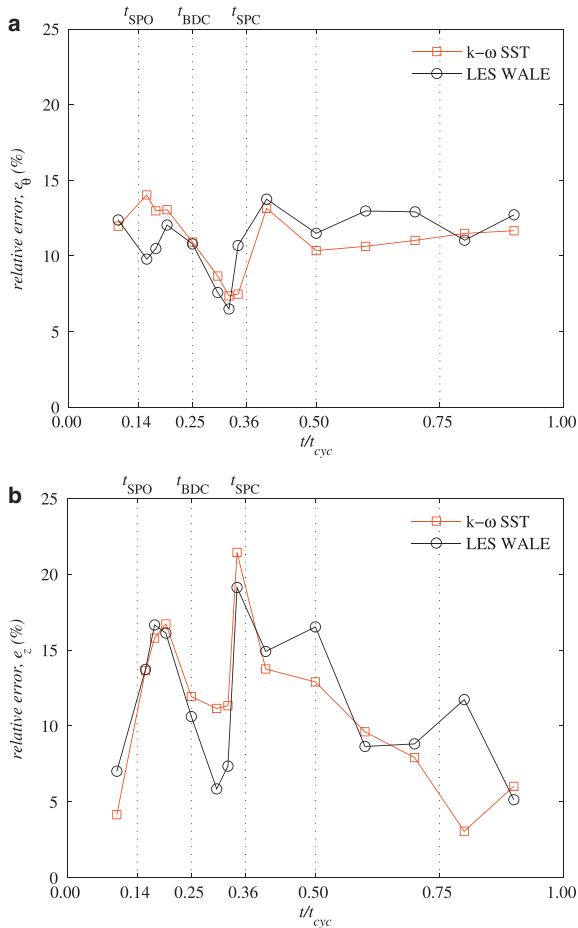 a
t_SPO t_BDC t_SPC
25
20
15
10
5
0
relative error, e_θ (%)
k−ω SST
LES WALE
0.00 0.14 0.25 0.36 0.50 0.75 1.00
t/t_cyc
b
t_SPO t_BDC t_SPC
25
20
15
10
5
0
relative error, e_z (%)
k−ω SST
LES WALE
0.00 0.14 0.25 0.36 0.50 0.75 1.00
t/t_cyc